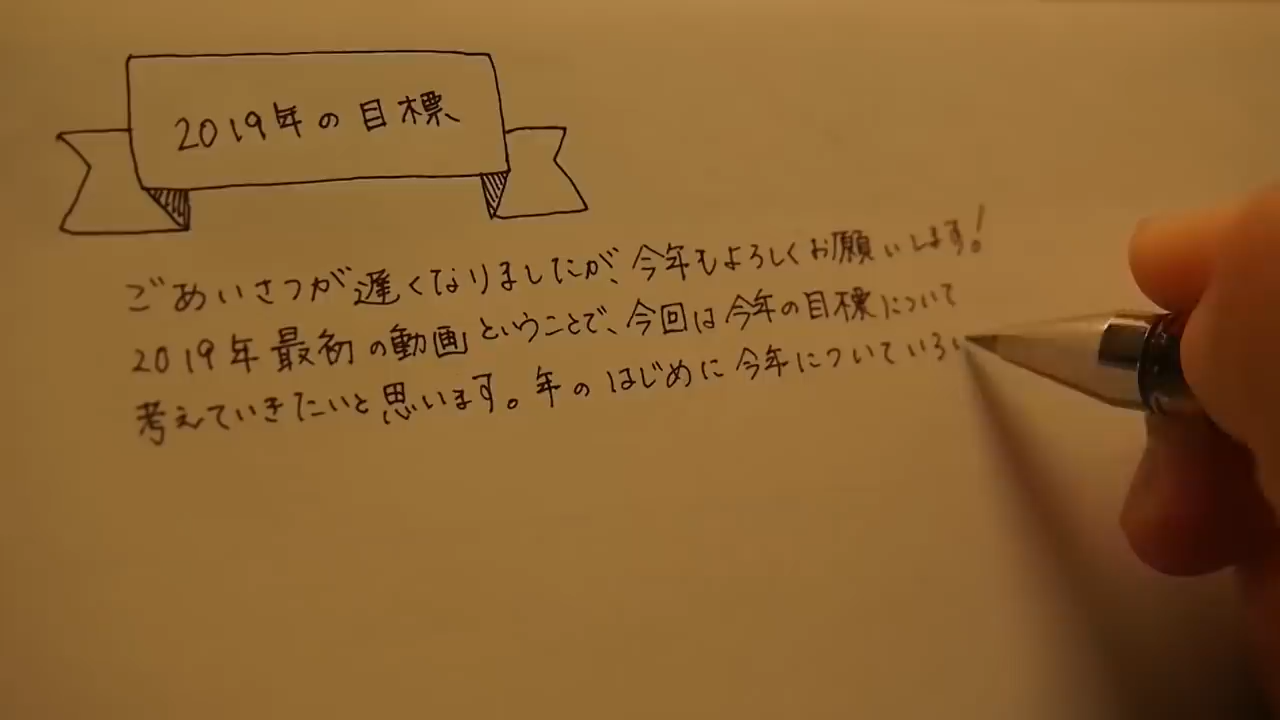 2019年の目標
ごあいさつが遅くなりましたが、今年もよろしくお願いします！
2019年最初の動画ということで、今回は今年の目標について
考えていきたいと思います。年のはじめに今年についていろい